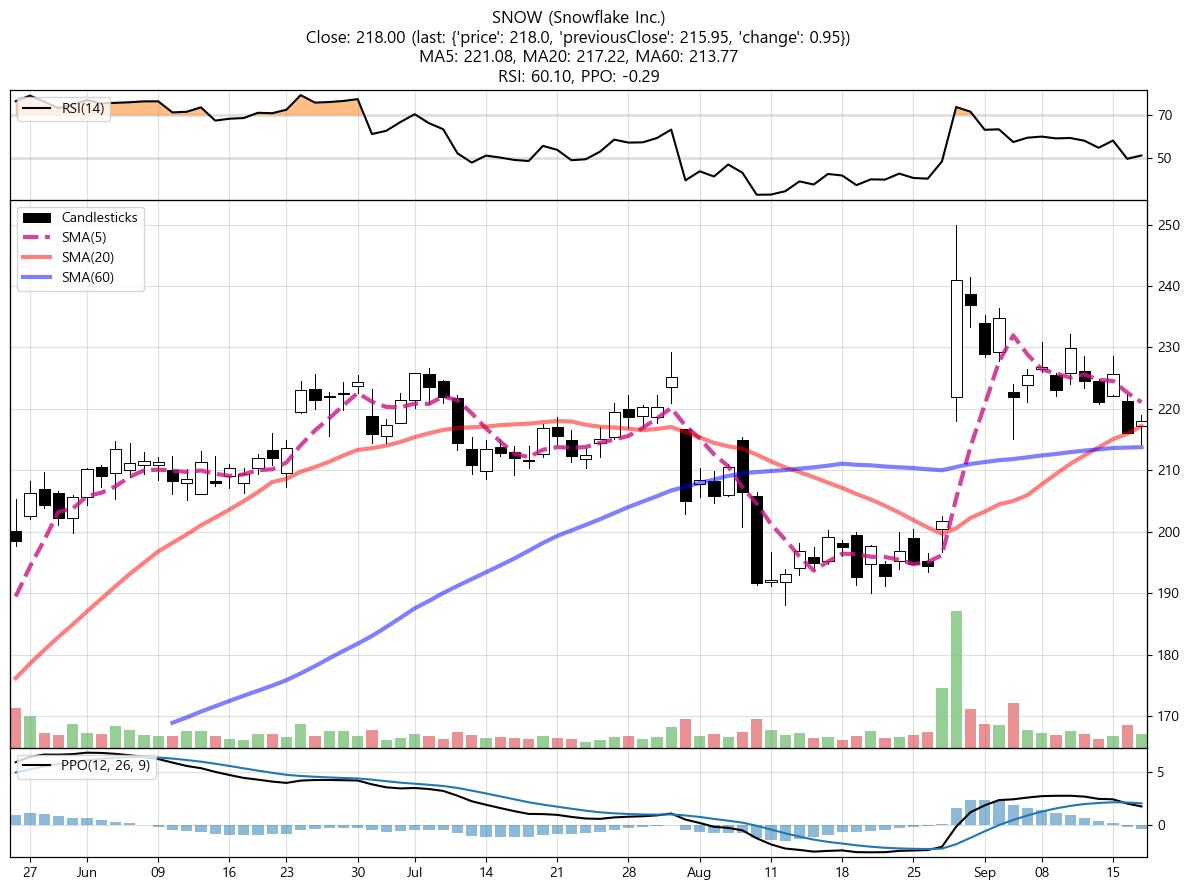 SNOW (Snowflake Inc.)
Close: 218.00 (last: {'price': 218.0, 'previousClose': 215.95, 'change': 0.95})
MA5: 221.08, MA20: 217.22, MA60: 213.77
RSI: 60.10, PPO: -0.29
RSI(14)
70
50
Candlesticks
SMA(5)
SMA(20)
SMA(60)
250
240
230
220
210
200
190
180
170
PPO(12, 26, 9)
5
0
27 Jun 09 16 23 30 Jul 14 21 28 Aug 11 18 25 Sep 08 15